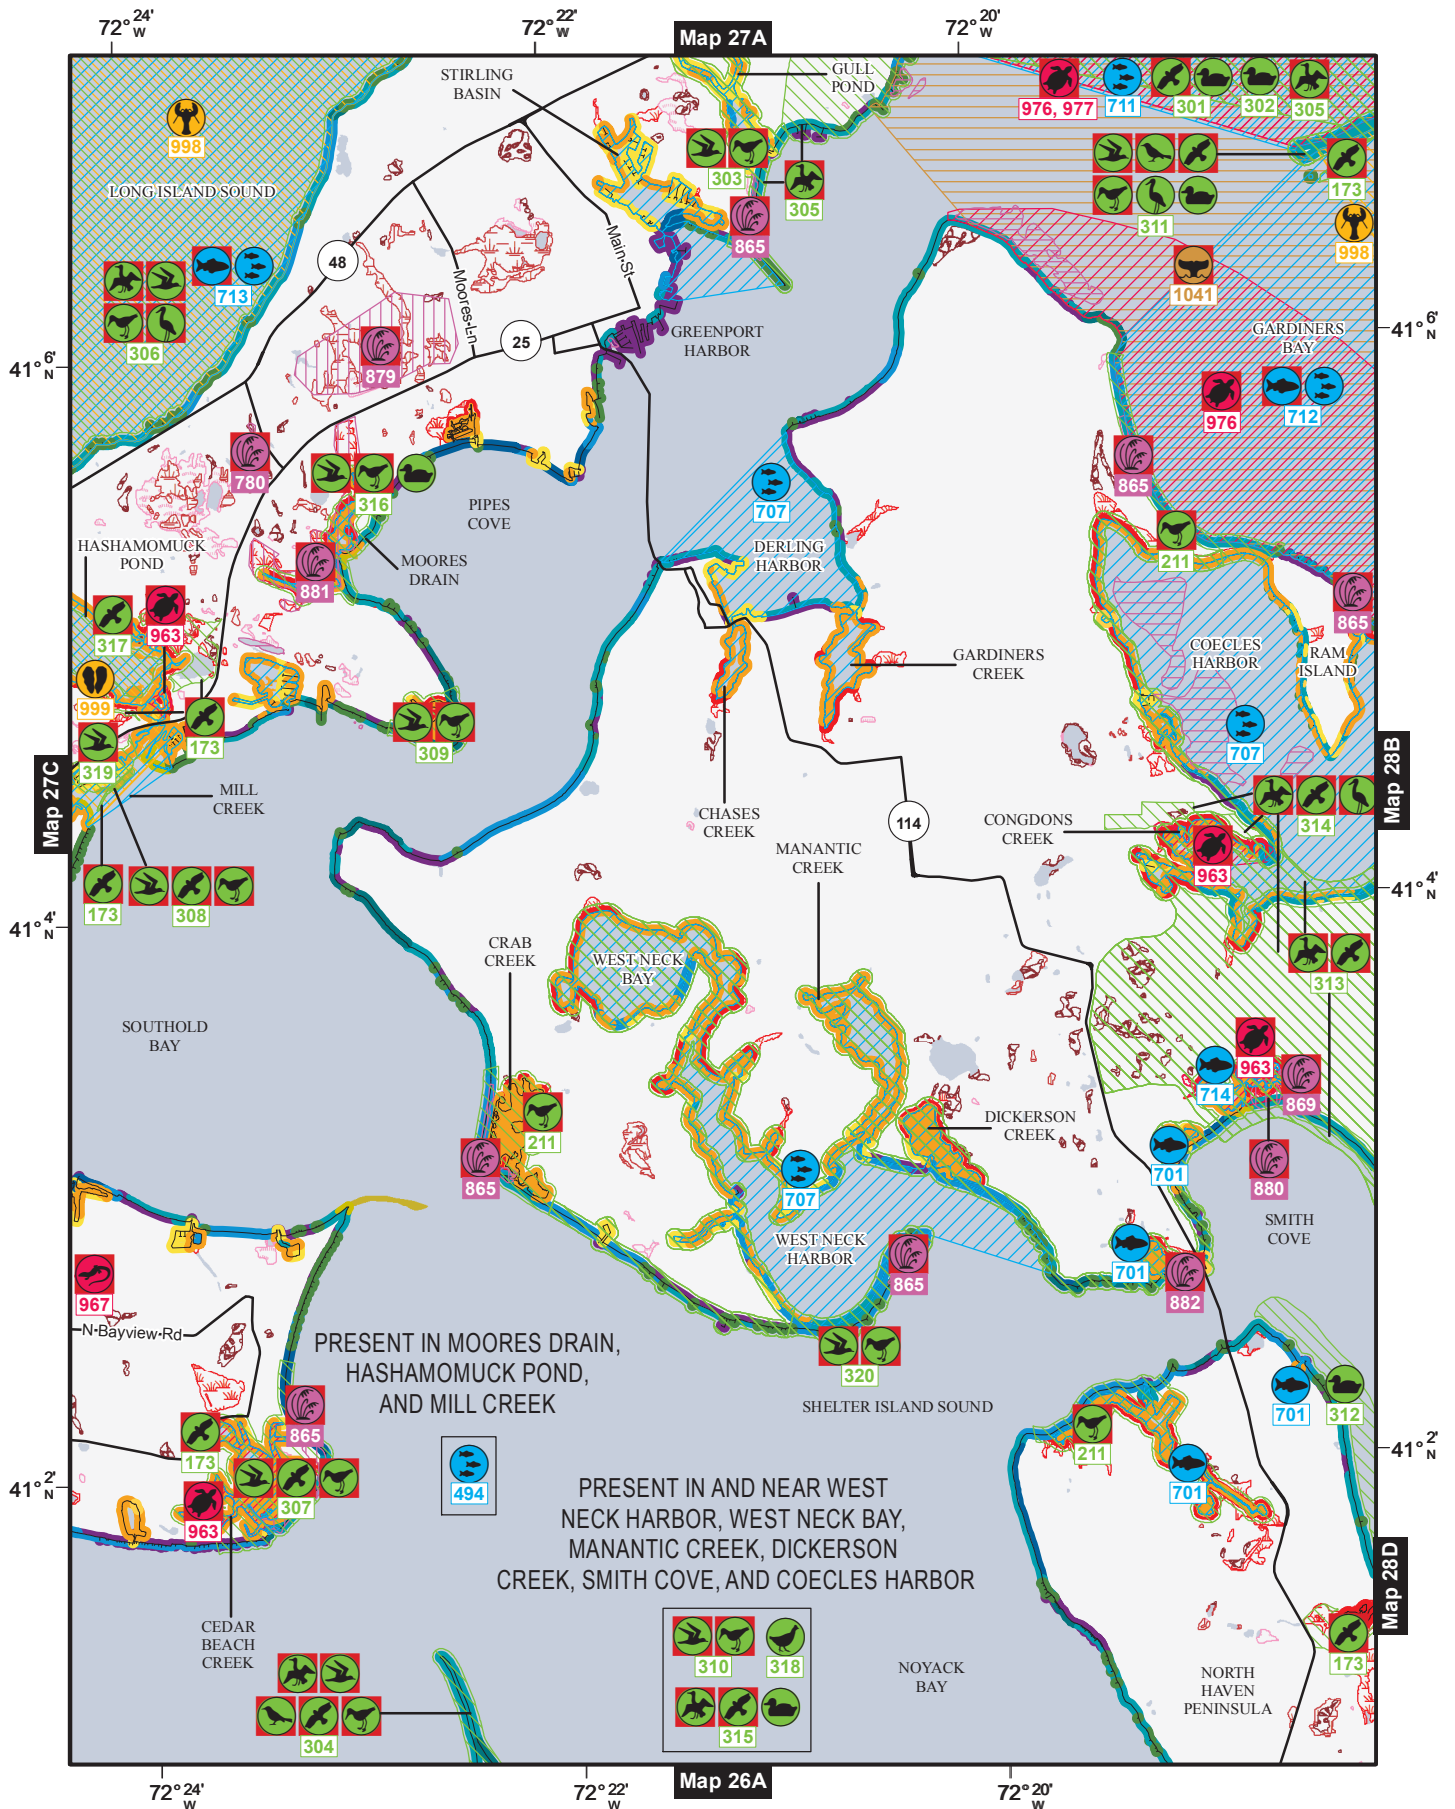 72° 24' W
72° 22' W
72° 20' W
Map 27A
STIRLING
BASIN
GULL
POND
976, 977
711
301
302
305
998
LONG ISLAND SOUND
303
305
173
311
865
998
713
306
48
Main St
Moores Ln
1041
GREENPORT
HARBOR
GARDINERS
BAY
41° 6' N
41° 6' N
25
879
976
712
780
316
PIPES
COVE
707
865
HASHAMOMUCK
POND
MOORES
DRAIN
DERLING
HARBOR
211
881
317
963
865
COECLES
HARBOR
RAM
ISLAND
GARDINERS
CREEK
999
173
309
707
319
Map 27C
Map 28B
MILL
CREEK
CHASES
CREEK
114
CONGDONS
CREEK
314
MANANTIC
CREEK
963
173
308
41° 4' N
41° 4' N
CRAB
CREEK
WEST NECK
BAY
313
SOUTHOLD
BAY
963
714
869
211
DICKERSON
CREEK
701
865
707
880
SMITH
COVE
WEST NECK
HARBOR
865
701
882
967
N Bayview Rd
PRESENT IN MOORES DRAIN,
HASHAMOMUCK POND,
AND MILL CREEK
320
SHELTER ISLAND SOUND
701
312
865
173
211
41° 2' N
41° 2' N
494
307
701
963
PRESENT IN AND NEAR WEST
NECK HARBOR, WEST NECK BAY,
MANANTIC CREEK, DICKERSON
CREEK, SMITH COVE, AND COECLES HARBOR
Map 28D
CEDAR
BEACH
CREEK
310
318
173
NOYACK
BAY
NORTH
HAVEN
PENINSULA
304
315
72° 24' W
72° 22' W
72° 20' W
Map 26A